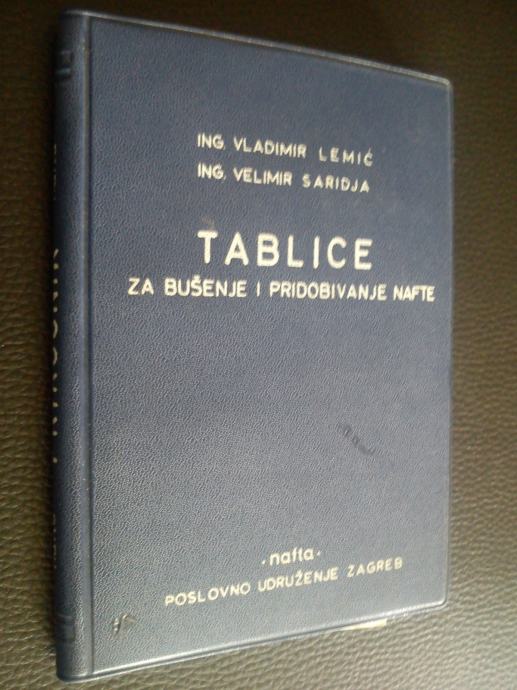 ING. VLADIMIR LEMIĆ
ING. VELIMIR SARIDJA
TABLICE
ZA BUŠENJE I PRIDOBIVANJE NAFTE
·nafta·
POSLOVNO UDRUŽENJE ZAGREB